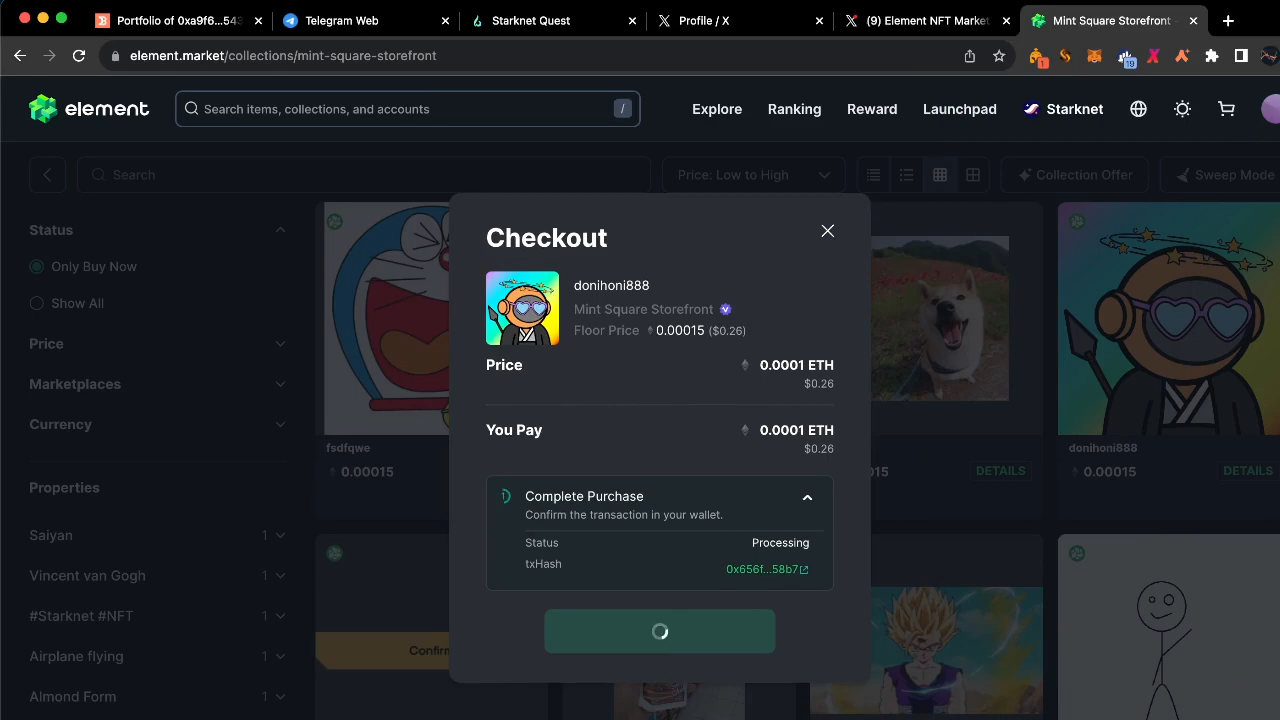 Portfolio of 0xa9f6...543
Telegram Web
Starknet Quest
Profile / X
(9) Element NFT Market
Mint Square Storefront -
element.market/collections/mint-square-storefront
1
19
element
Search items, collections, and accounts
/
Explore
Ranking
Reward
Launchpad
Starknet
Search
Price: Low to High
Collection Offer
Sweep Mode
Status
Only Buy Now
Show All
Price
Marketplaces
Currency
Properties
Saiyan 1
Vincent van Gogh 1
#Starknet #NFT 1
Airplane flying 1
Almond Form 1
fsdfqwe
0.00015
Checkout
donihoni888
Mint Square Storefront
Floor Price 0.00015 ($0.26)
Price 0.0001 ETH
$0.26
You Pay 0.0001 ETH
$0.26
1 Complete Purchase
Confirm the transaction in your wallet.
Status Processing
txHash 0x656f...58b7
15
DETAILS
donihoni888
0.00015
DETAILS